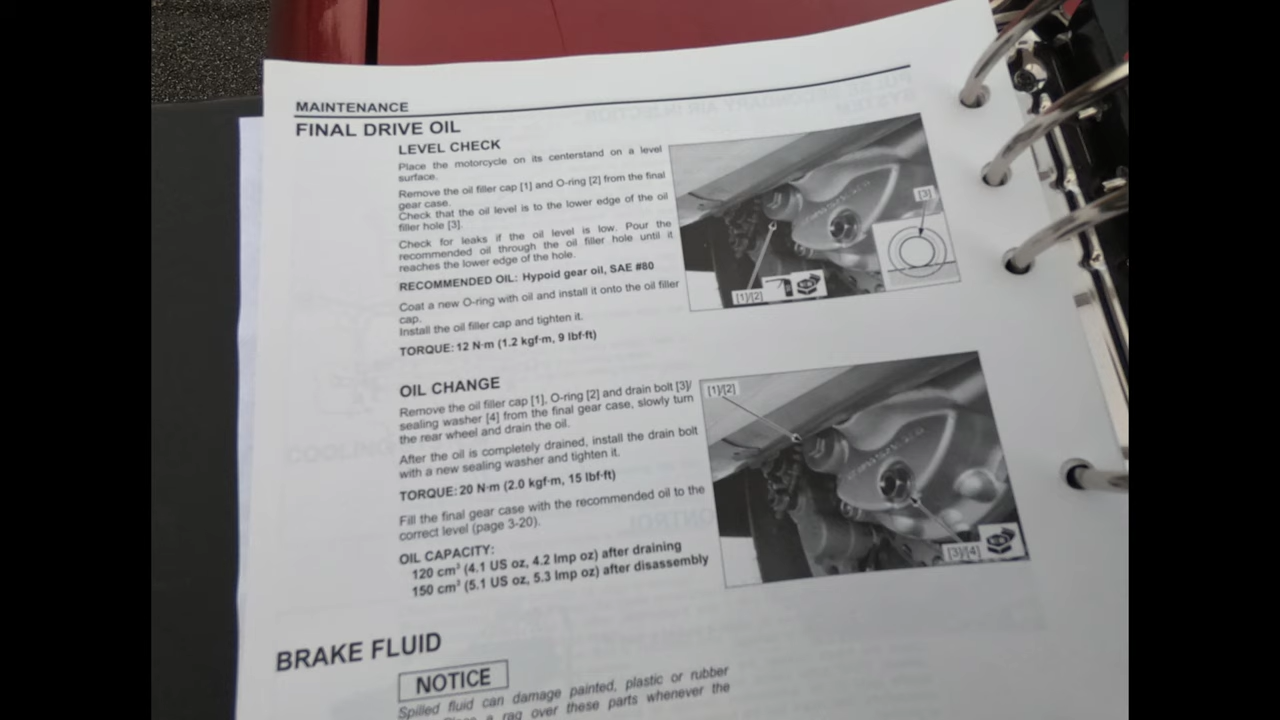 MAINTENANCE
FINAL DRIVE OIL
LEVEL CHECK
Place the motorcycle on its centerstand on a level
surface.
Remove the oil filler cap [1] and O-ring [2] from the final
gear case.
Check that the oil level is to the lower edge of the oil
filler hole [3].
Check for leaks if the oil level is low. Pour the
recommended oil through the oil filler hole until it
reaches the lower edge of the hole.
RECOMMENDED OIL: Hypoid gear oil, SAE #80
Coat a new O-ring with oil and install it onto the oil filler
cap.
Install the oil filler cap and tighten it.
TORQUE: 12 N·m (1.2 kgf·m, 9 lbf·ft)
[3]
[1]/[2]
OIL CHANGE
Remove the oil filler cap [1], O-ring [2] and drain bolt [3]/
sealing washer [4] from the final gear case, slowly turn
the rear wheel and drain the oil.
After the oil is completely drained, install the drain bolt
with a new sealing washer and tighten it.
TORQUE: 20 N·m (2.0 kgf·m, 15 lbf·ft)
Fill the final gear case with the recommended oil to the
correct level (page 3-20).
OIL CAPACITY:
120 cm³ (4.1 US oz, 4.2 Imp oz) after draining
150 cm³ (5.1 US oz, 5.3 Imp oz) after disassembly
[1]/[2]
[3]/[4]
BRAKE FLUID
NOTICE
Spilled fluid can damage painted, plastic or rubber
a rag over these parts whenever the